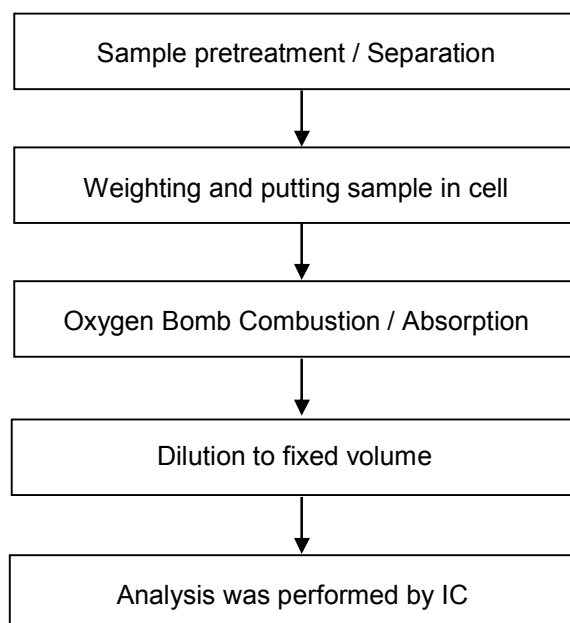 Sample pretreatment / Separation
Weighting and putting sample in cell
Oxygen Bomb Combustion / Absorption
Dilution to fixed volume
Analysis was performed by IC